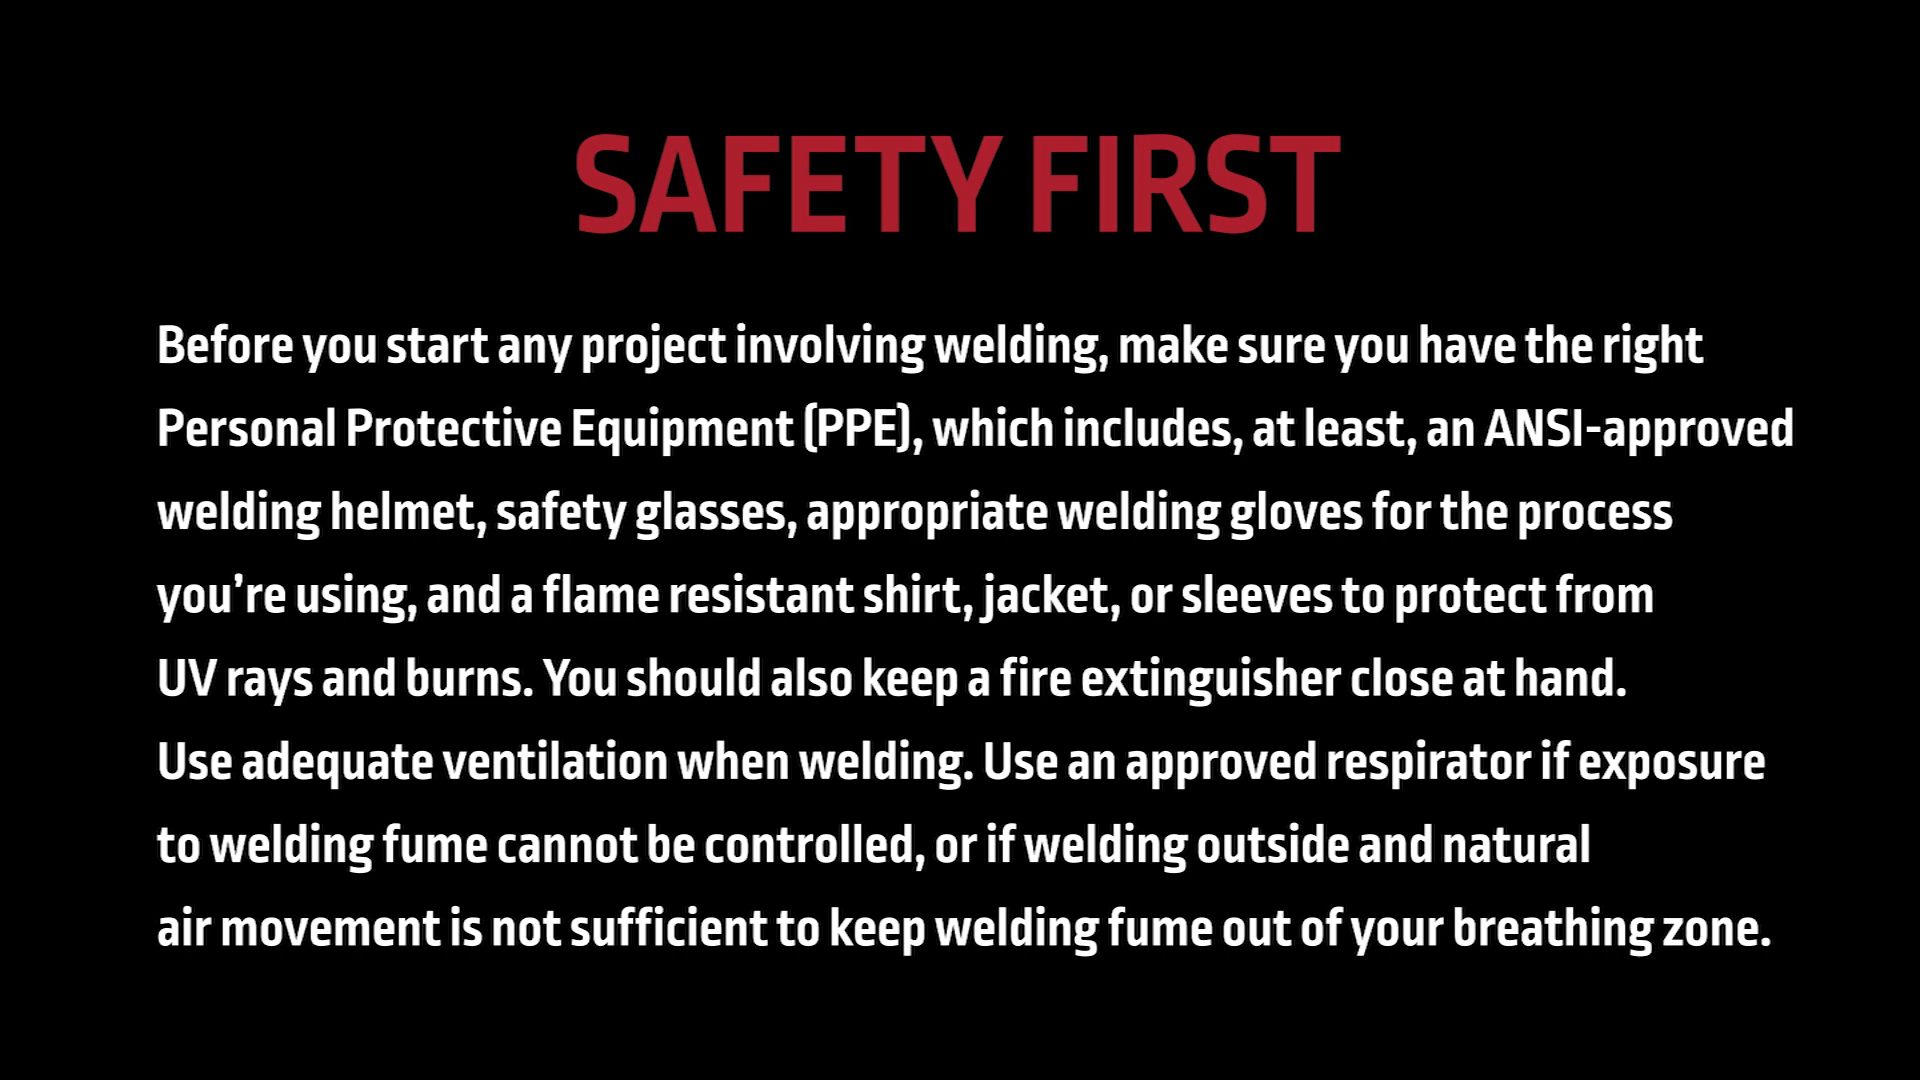 SAFETY FIRST
Before you start any project involving welding, make sure you have the right
Personal Protective Equipment (PPE), which includes, at least, an ANSI-approved
welding helmet, safety glasses, appropriate welding gloves for the process
you’re using, and a flame resistant shirt, jacket, or sleeves to protect from
UV rays and burns. You should also keep a fire extinguisher close at hand.
Use adequate ventilation when welding. Use an approved respirator if exposure
to welding fume cannot be controlled, or if welding outside and natural
air movement is not sufficient to keep welding fume out of your breathing zone.